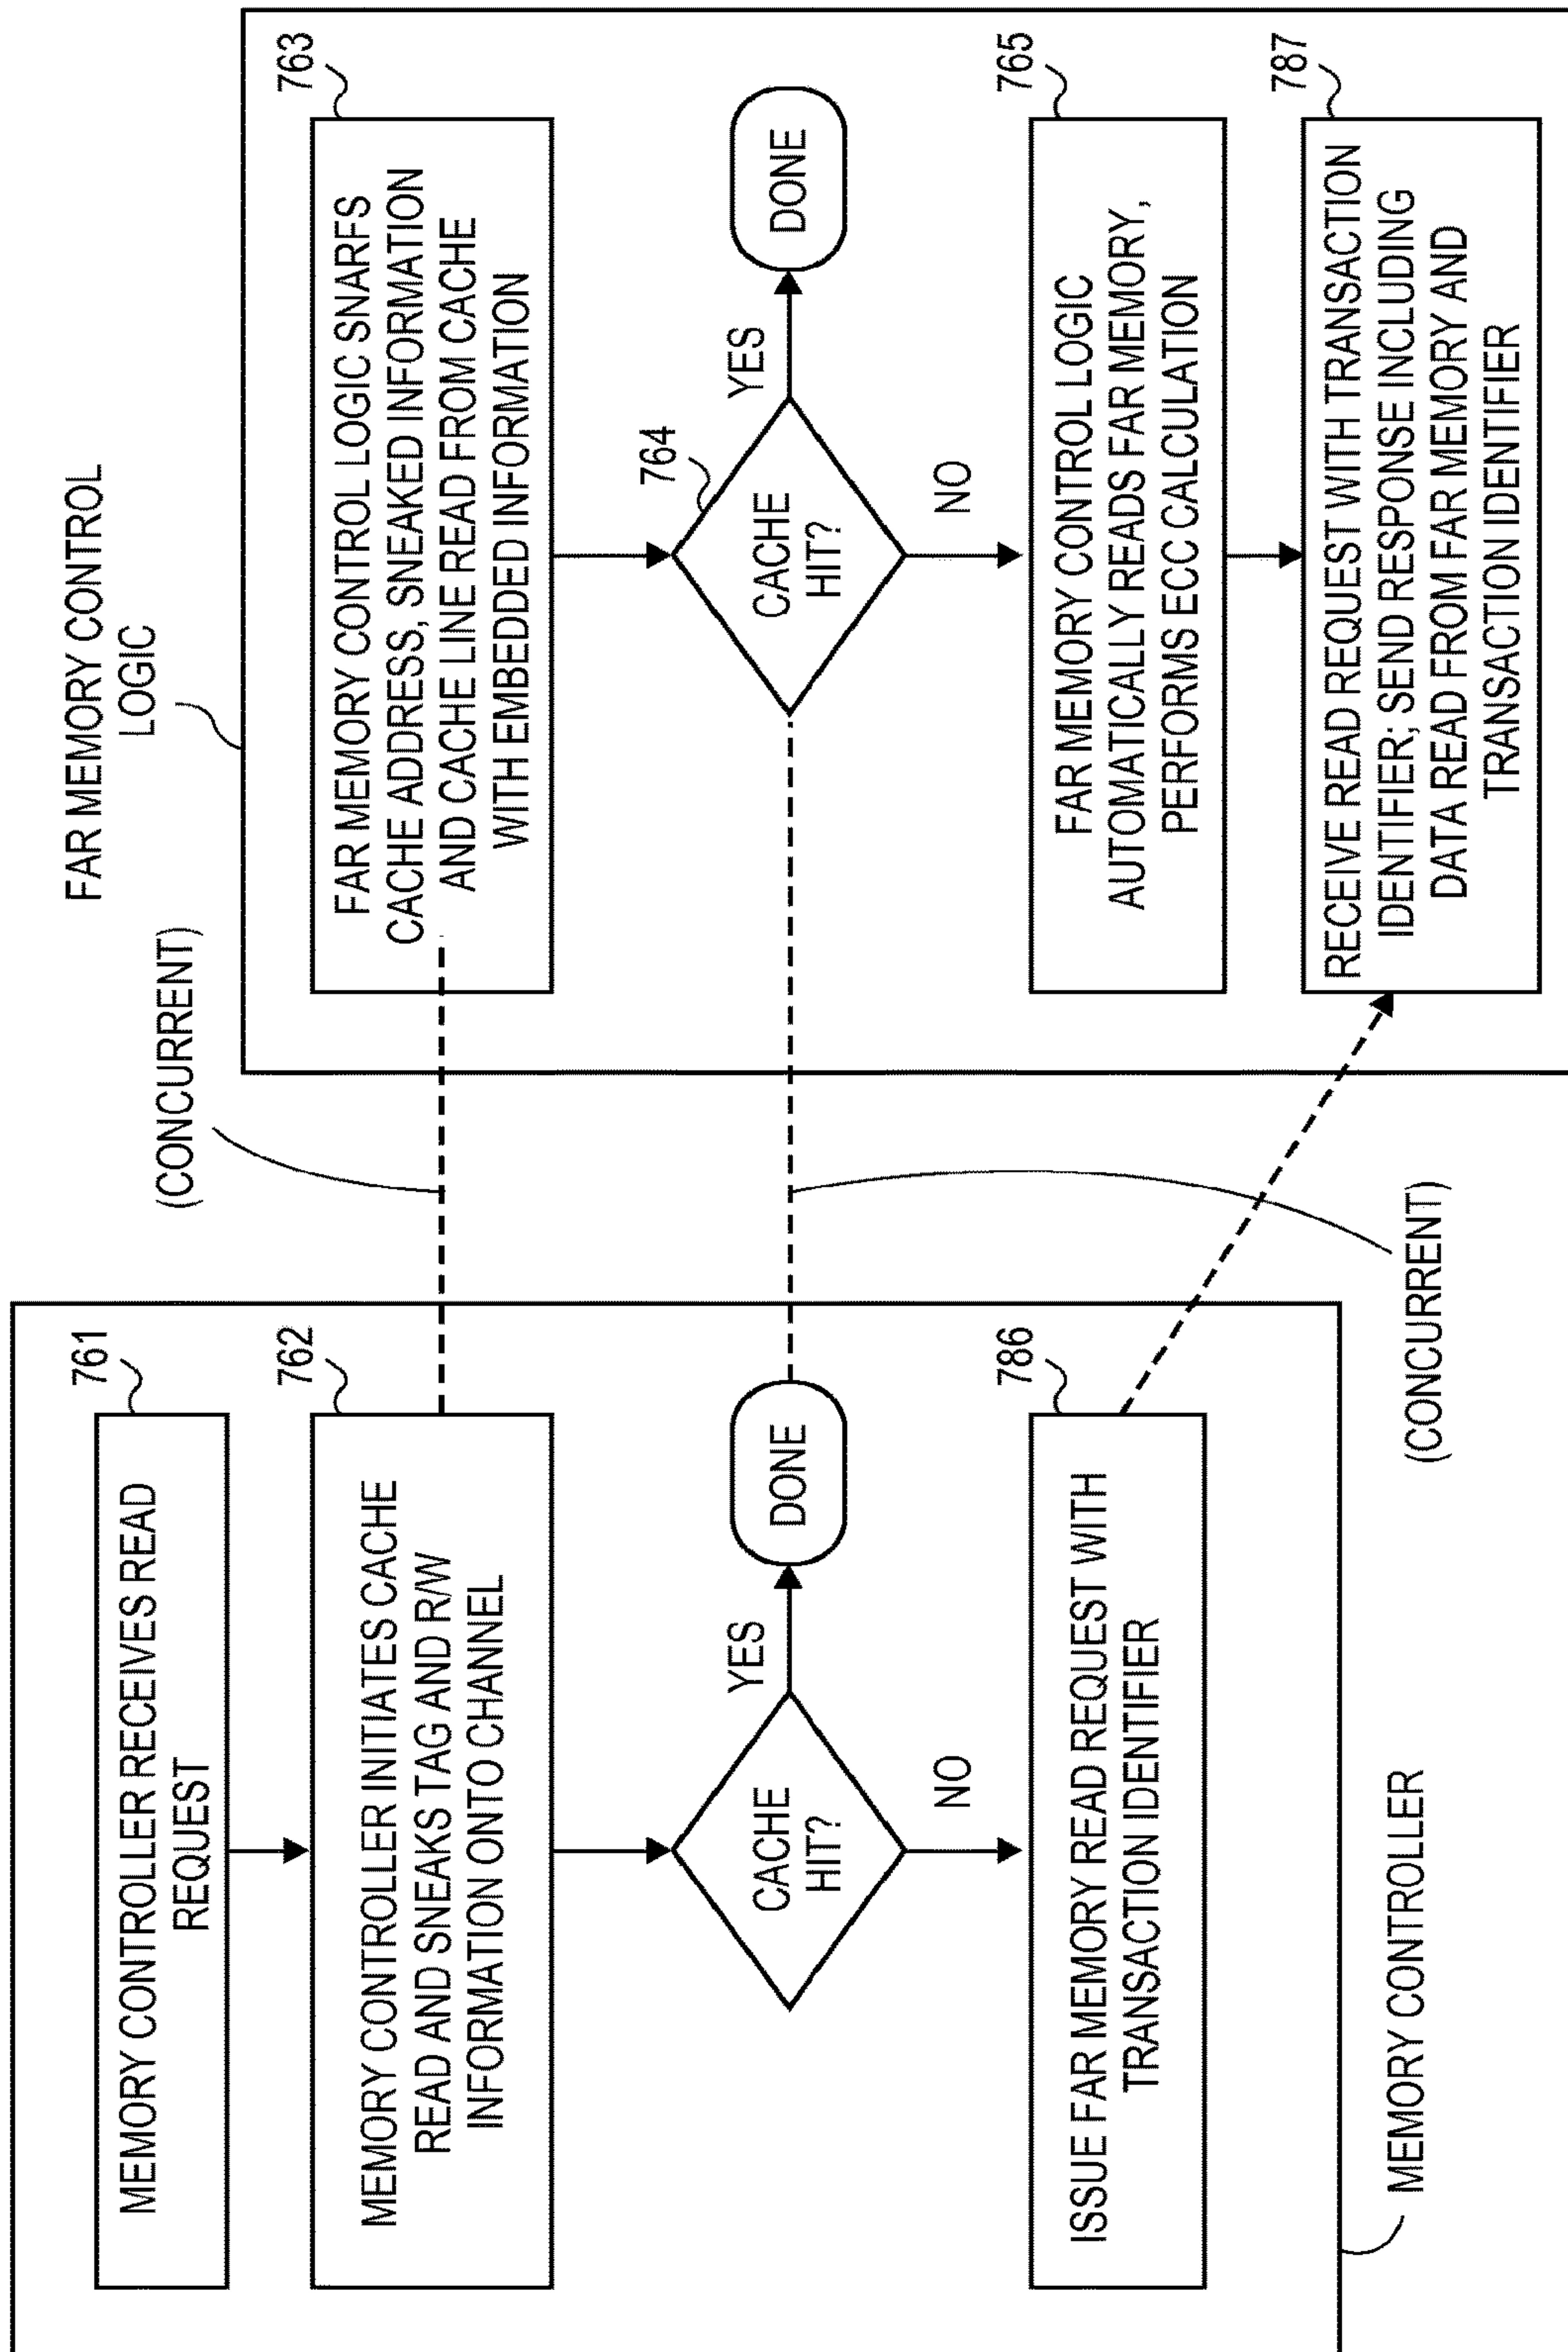 761
MEMORY CONTROLLER RECEIVES READ
REQUEST
762
MEMORY CONTROLLER INITIATES CACHE
READ AND SNEAKS TAG AND R/W
INFORMATION ONTO CHANNEL
CACHE
HIT?
YES
DONE
NO
786
ISSUE FAR MEMORY READ REQUEST WITH
TRANSACTION IDENTIFIER
MEMORY CONTROLLER
(CONCURRENT)
(CONCURRENT)
FAR MEMORY CONTROL
LOGIC
763
FAR MEMORY CONTROL LOGIC SNARFS
CACHE ADDRESS, SNEAKED INFORMATION
AND CACHE LINE READ FROM CACHE
WITH EMBEDDED INFORMATION
764
CACHE
HIT?
YES
DONE
NO
765
FAR MEMORY CONTROL LOGIC
AUTOMATICALLY READS FAR MEMORY,
PERFORMS ECC CALCULATION
787
RECEIVE READ REQUEST WITH TRANSACTION
IDENTIFIER; SEND RESPONSE INCLUDING
DATA READ FROM FAR MEMORY AND
TRANSACTION IDENTIFIER